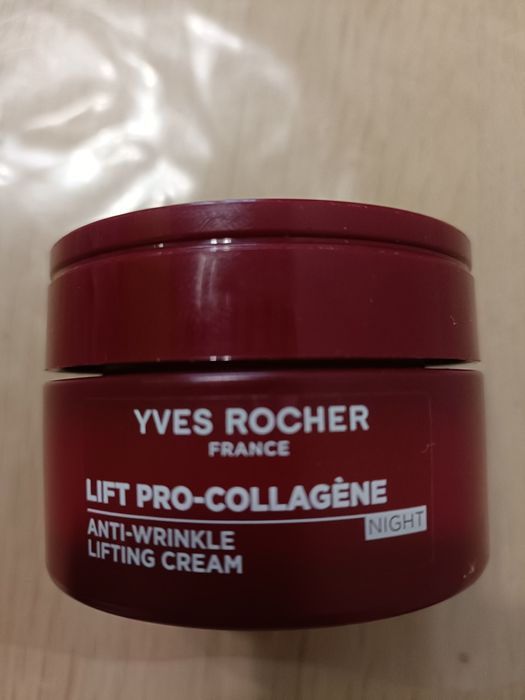 YVES ROCHER
FRANCE
LIFT PRO-COLLAGÈNE
NIGHT
ANTI-WRINKLE
LIFTING CREAM